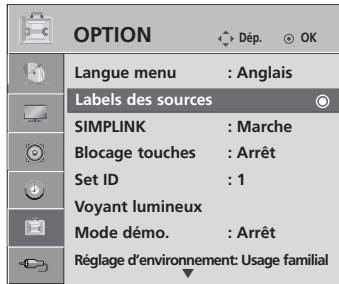 OPTION Dép. OK
Langue menu : Anglais
Labels des sources
SIMPLINK : Marche
Blocage touches : Arrêt
Set ID : 1
Voyant lumineux
Mode démo. : Arrêt
Réglage d'environnement: Usage familial